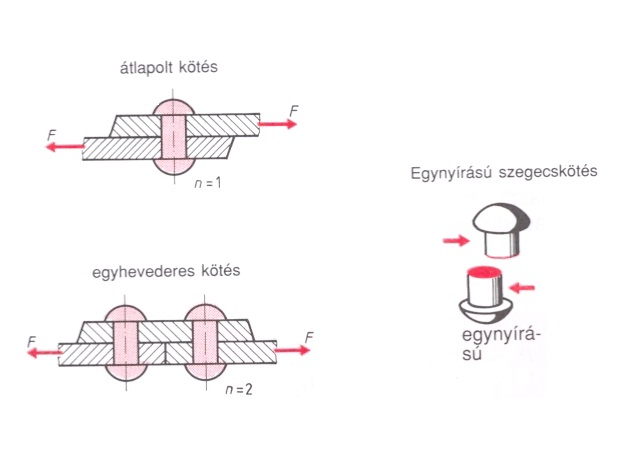 átlapolt kötés
F
F
n=1
egyhevederes kötés
F
F
n=2
Egynyírású szegecskötés
egynyírá-
sú